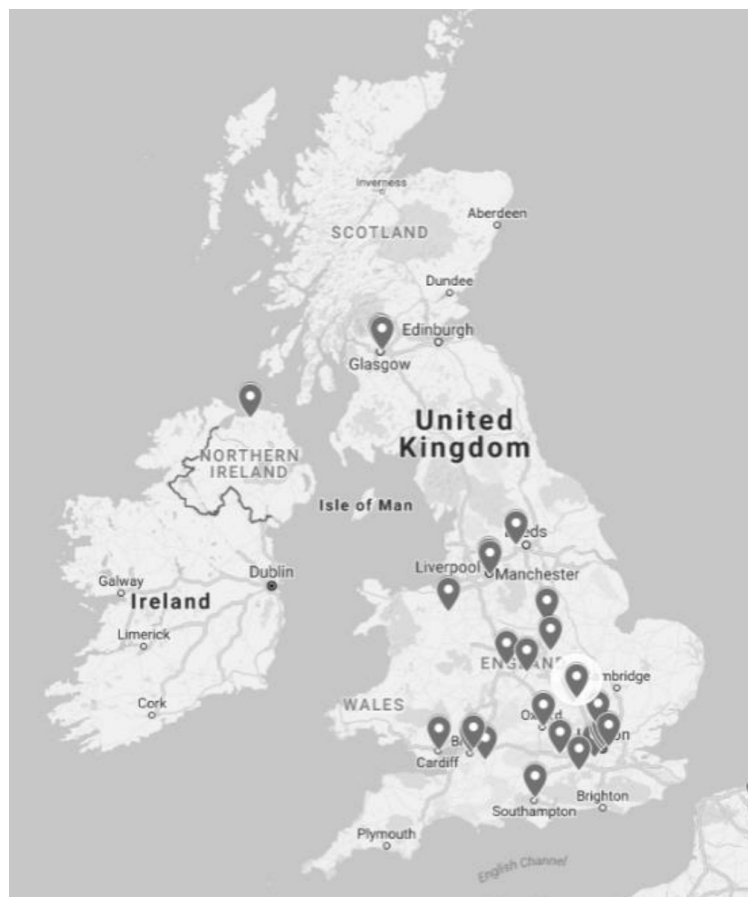 Inverness
Aberdeen
SCOTLAND
Dundee
Edinburgh
Glasgow
United
Kingdom
NORTHERN
IRELAND
Isle of Man
Leeds
Liverpool
Manchester
Dublin
Galway
Ireland
Limerick
ENGLAND
Cambridge
Cork
WALES
Oxford
Cardiff
Brighton
Southampton
Plymouth
English Channel